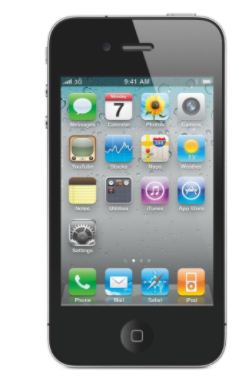 3G 9:41 AM
7
Messages Calendar Photos Camera
YouTube Stocks Maps Weather
Notes Utilities iTunes App Store
Settings
Phone Mail Safari iPod